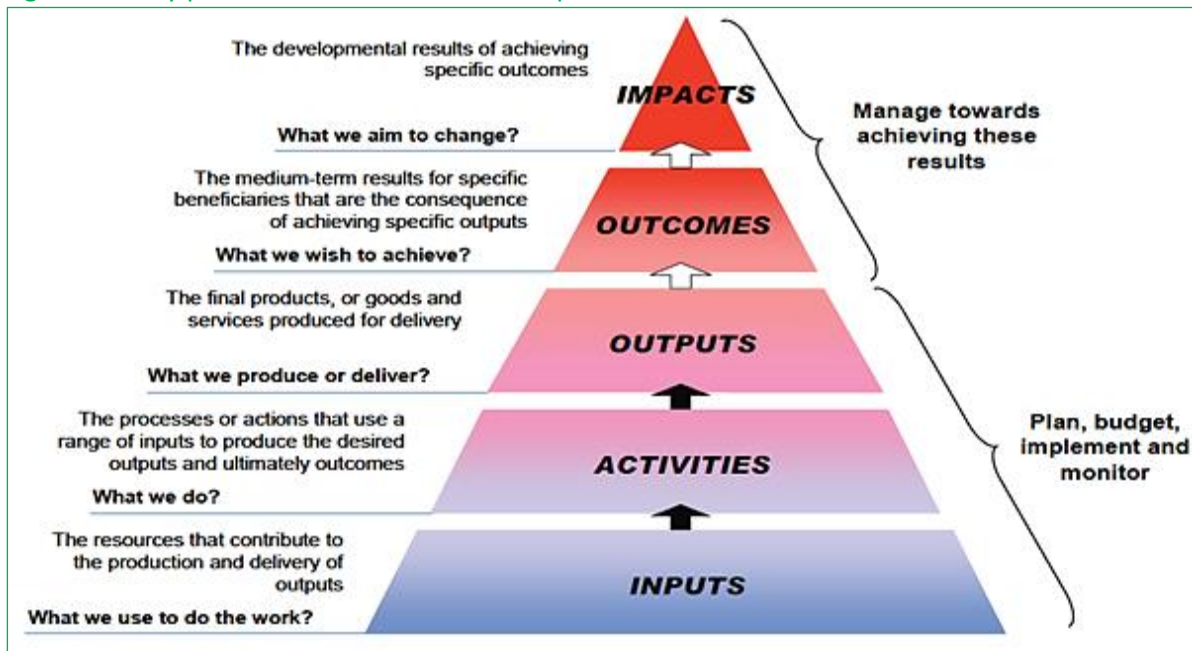 The developmental results of achieving
specific outcomes
IMPACTS
What we aim to change?
Manage towards
achieving these
results
The medium-term results for specific
beneficiaries that are the consequence
of achieving specific outputs
OUTCOMES
What we wish to achieve?
The final products, or goods and
services produced for delivery
OUTPUTS
What we produce or deliver?
The processes or actions that use a
range of inputs to produce the desired
outputs and ultimately outcomes
ACTIVITIES
What we do?
Plan, budget,
implement and
monitor
The resources that contribute to
the production and delivery of
outputs
INPUTS
What we use to do the work?